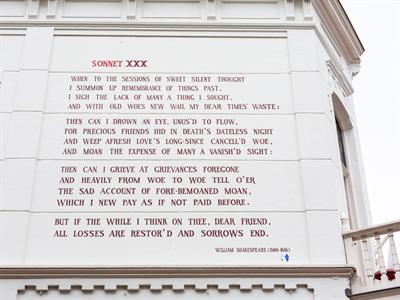 SONNET XXX
WHEN TO THE SESSIONS OF SWEET SILENT THOUGHT
I SUMMON UP REMEMBRANCE OF THINGS PAST,
I SIGH THE LACK OF MANY A THING I SOUGHT,
AND WITH OLD WOES NEW WAIL MY DEAR TIMES' WASTE:
THEN CAN I DROWN AN EYE, UNUS'D TO FLOW,
FOR PRECIOUS FRIENDS HID IN DEATH'S DATELESS NIGHT
AND WEEP AFRESH LOVE'S LONG-SINCE CANCELL'D WOE,
AND MOAN THE EXPENSE OF MANY A VANISH'D SIGHT:
THEN CAN I GRIEVE AT GRIEVANCES FOREGONE
AND HEAVILY FROM WOE TO WOE TELL O'ER
THE SAD ACCOUNT OF FORE-BEMOANED MOAN,
WHICH I NEW PAY AS IF NOT PAID BEFORE.
BUT IF THE WHILE I THINK ON THEE, DEAR FRIEND,
ALL LOSSES ARE RESTOR'D AND SORROWS END.
WILLIAM SHAKESPEARE (1564-1616)